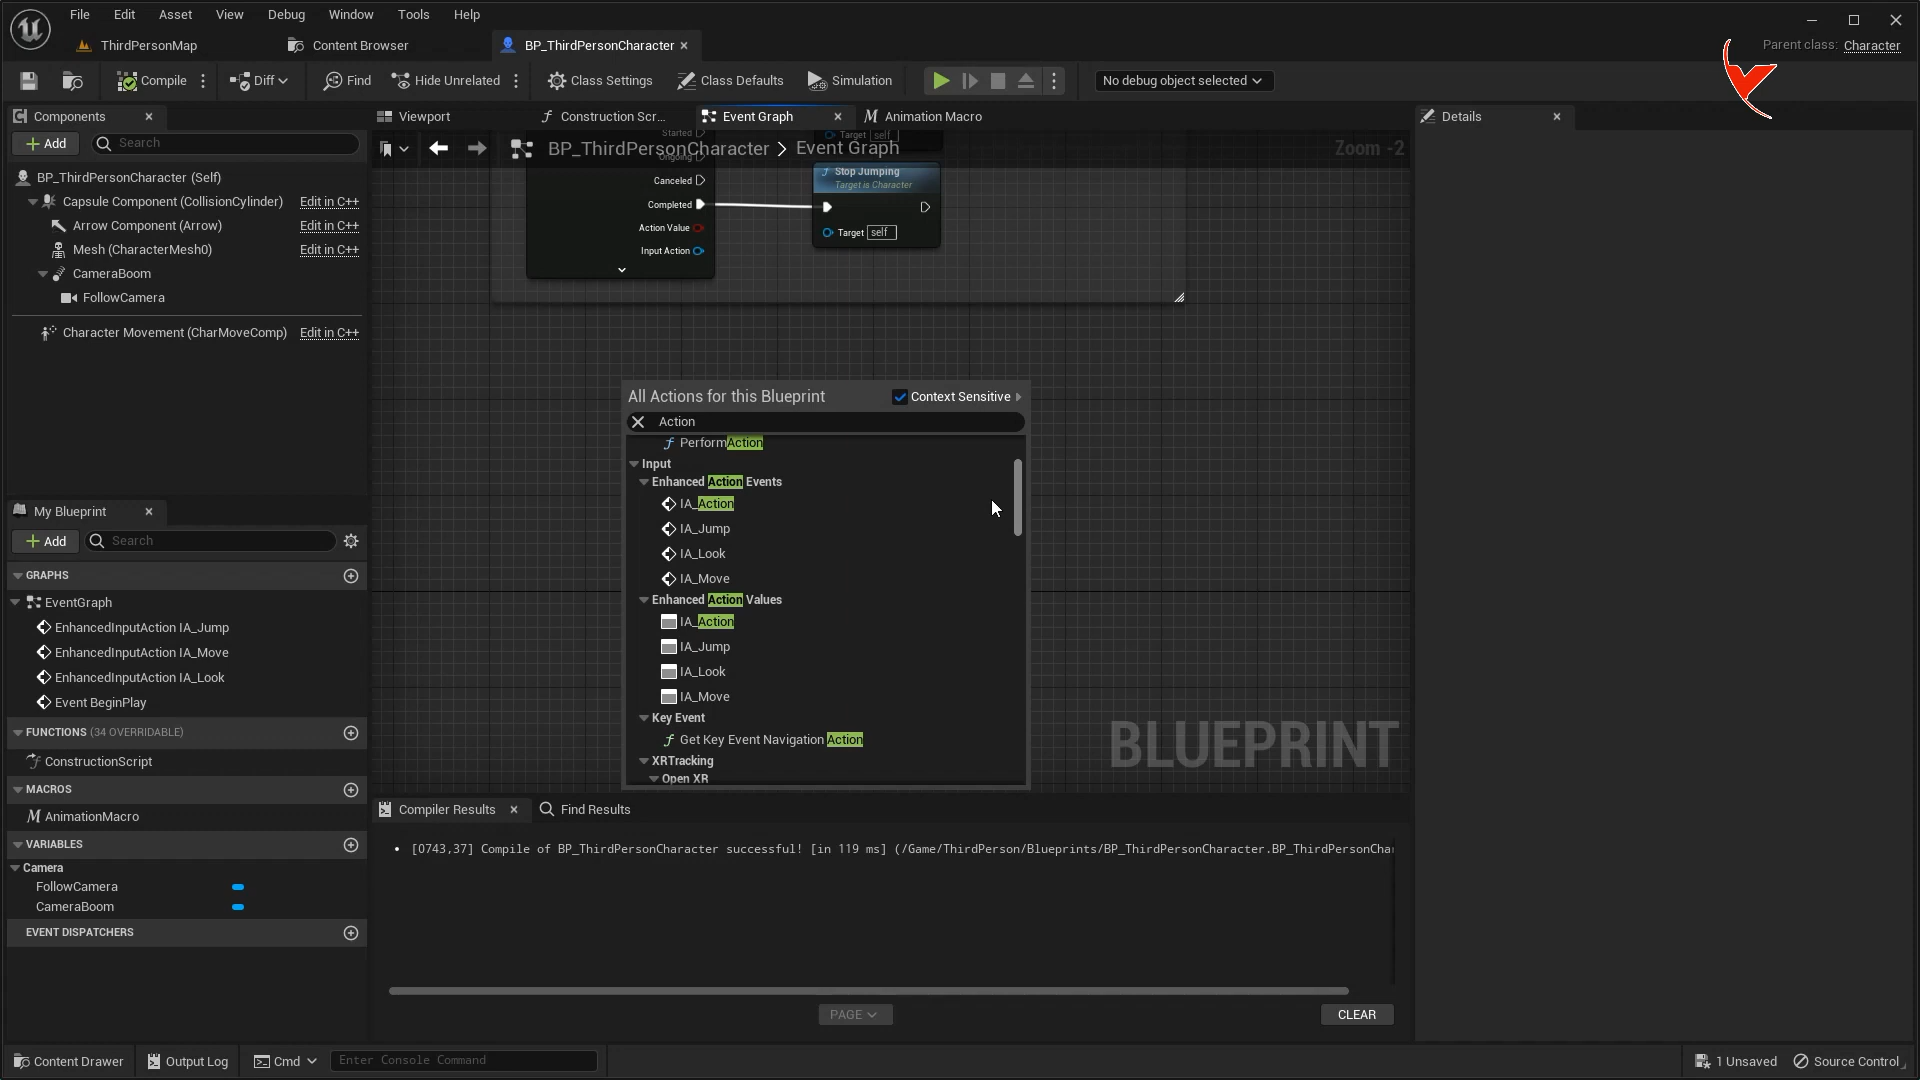 File Edit Asset View Debug Window Tools Help
ThirdPersonMap Content Browser BP_ThirdPersonCharacter
Parent class: Character
Compile Diff Find Hide Unrelated Class Settings Class Defaults Simulation No debug object selected
Components
Viewport Construction Scr... Event Graph Animation Macro
Details
Add Search
BP_ThirdPersonCharacter > Event Graph
Zoom -2
BP_ThirdPersonCharacter (Self)
Capsule Component (CollisionCylinder) Edit in C++
Arrow Component (Arrow) Edit in C++
Mesh (CharacterMesh0) Edit in C++
CameraBoom
FollowCamera
Character Movement (CharMoveComp) Edit in C++
Started
Ongoing
Canceled
Completed
Action Value
Input Action
Target self
Stop Jumping
Target is Character
Target self
All Actions for this Blueprint Context Sensitive
Action
PerformAction
Input
Enhanced Action Events
IA_Action
IA_Jump
IA_Look
IA_Move
Enhanced Action Values
IA_Action
IA_Jump
IA_Look
IA_Move
Key Event
Get Key Event Navigation Action
XRTracking
Open XR
BLUEPRINT
My Blueprint
Add Search
GRAPHS
EventGraph
EnhancedInputAction IA_Jump
EnhancedInputAction IA_Move
EnhancedInputAction IA_Look
Event BeginPlay
FUNCTIONS (34 OVERRIDABLE)
ConstructionScript
MACROS
AnimationMacro
VARIABLES
Camera
FollowCamera
CameraBoom
EVENT DISPATCHERS
Compiler Results Find Results
[0743,37] Compile of BP_ThirdPersonCharacter successful! [in 119 ms] (/Game/ThirdPerson/Blueprints/BP_ThirdPersonCharacter.BP_ThirdPersonChar
PAGE CLEAR
Content Drawer Output Log Cmd Enter Console Command
1 Unsaved Source Control